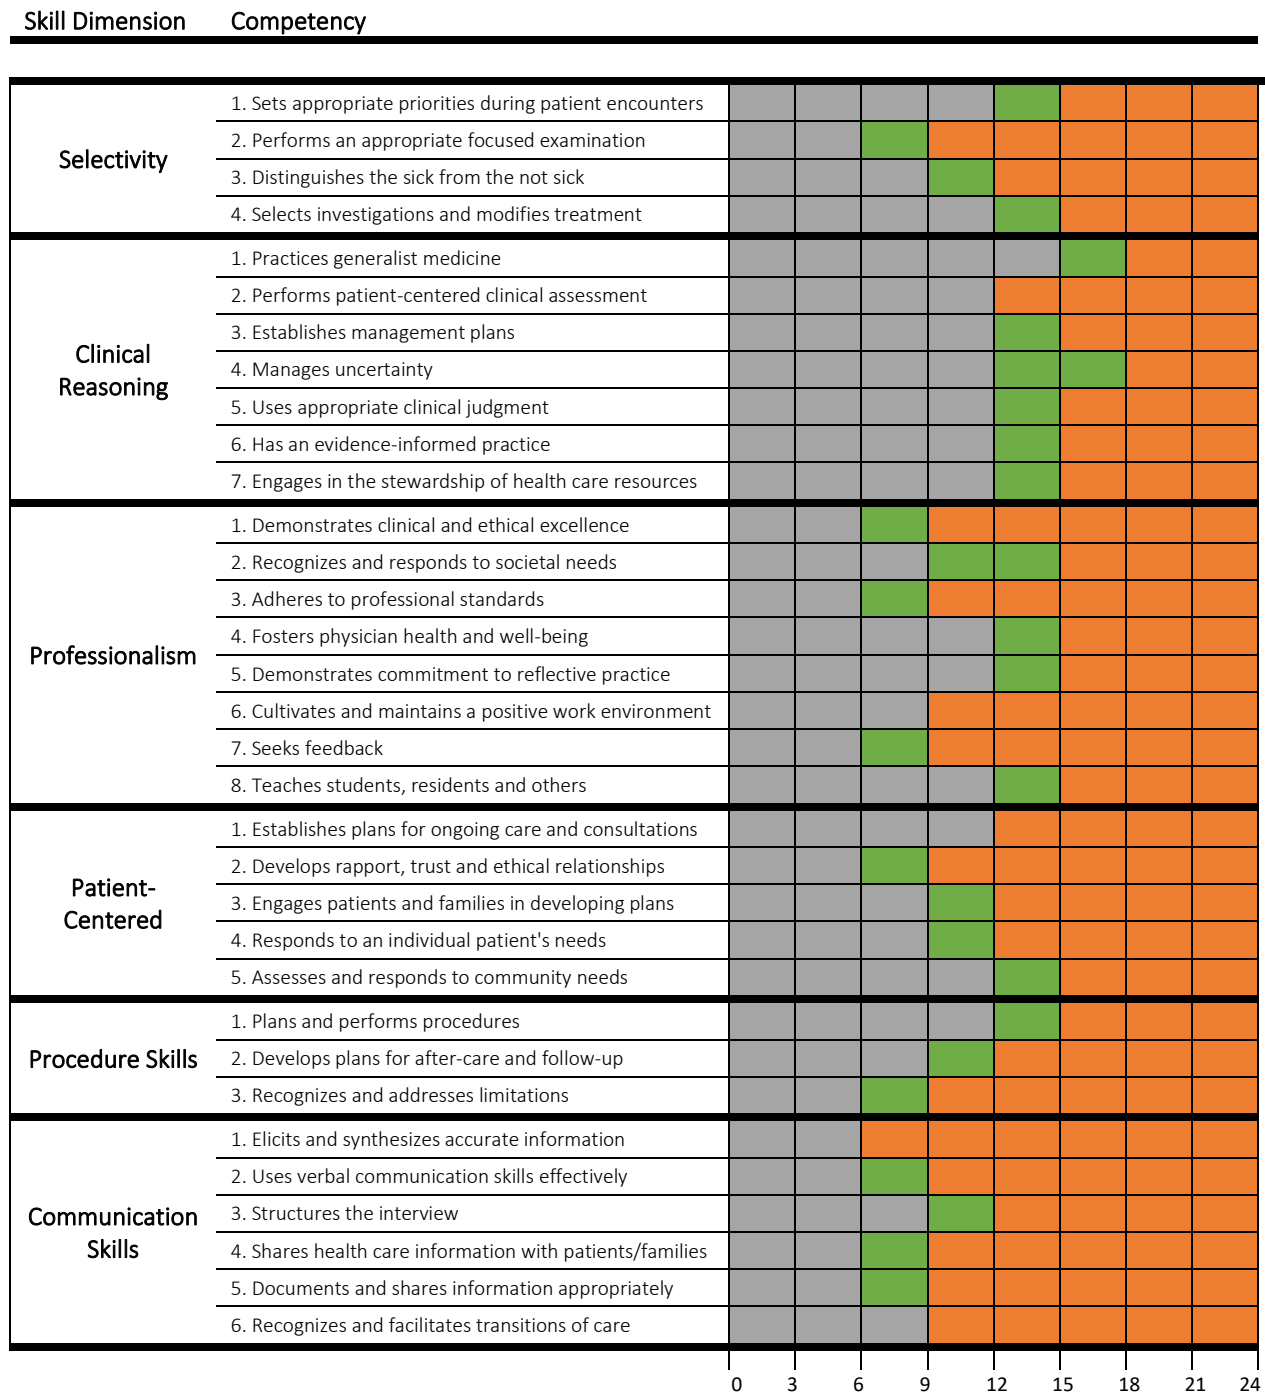 Skill Dimension Competency
Selectivity
1. Sets appropriate priorities during patient encounters
2. Performs an appropriate focused examination
3. Distinguishes the sick from the not sick
4. Selects investigations and modifies treatment
Clinical
Reasoning
1. Practices generalist medicine
2. Performs patient-centered clinical assessment
3. Establishes management plans
4. Manages uncertainty
5. Uses appropriate clinical judgment
6. Has an evidence-informed practice
7. Engages in the stewardship of health care resources
Professionalism
1. Demonstrates clinical and ethical excellence
2. Recognizes and responds to societal needs
3. Adheres to professional standards
4. Fosters physician health and well-being
5. Demonstrates commitment to reflective practice
6. Cultivates and maintains a positive work environment
7. Seeks feedback
8. Teaches students, residents and others
Patient-
Centered
1. Establishes plans for ongoing care and consultations
2. Develops rapport, trust and ethical relationships
3. Engages patients and families in developing plans
4. Responds to an individual patient's needs
5. Assesses and responds to community needs
Procedure Skills
1. Plans and performs procedures
2. Develops plans for after-care and follow-up
3. Recognizes and addresses limitations
Communication
Skills
1. Elicits and synthesizes accurate information
2. Uses verbal communication skills effectively
3. Structures the interview
4. Shares health care information with patients/families
5. Documents and shares information appropriately
6. Recognizes and facilitates transitions of care
0 3 6 9 12 15 18 21 24